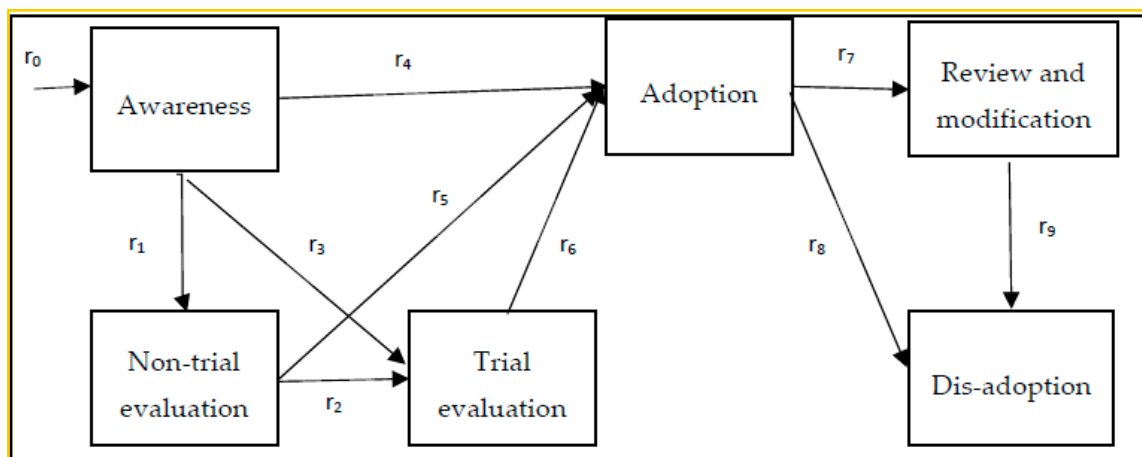 r₀
Awareness
r₄
Adoption
r₇
Review and
modification
r₁
r₃
r₅
r₆
r₈
r₉
Non-trial
evaluation
r₂
Trial
evaluation
Dis-adoption